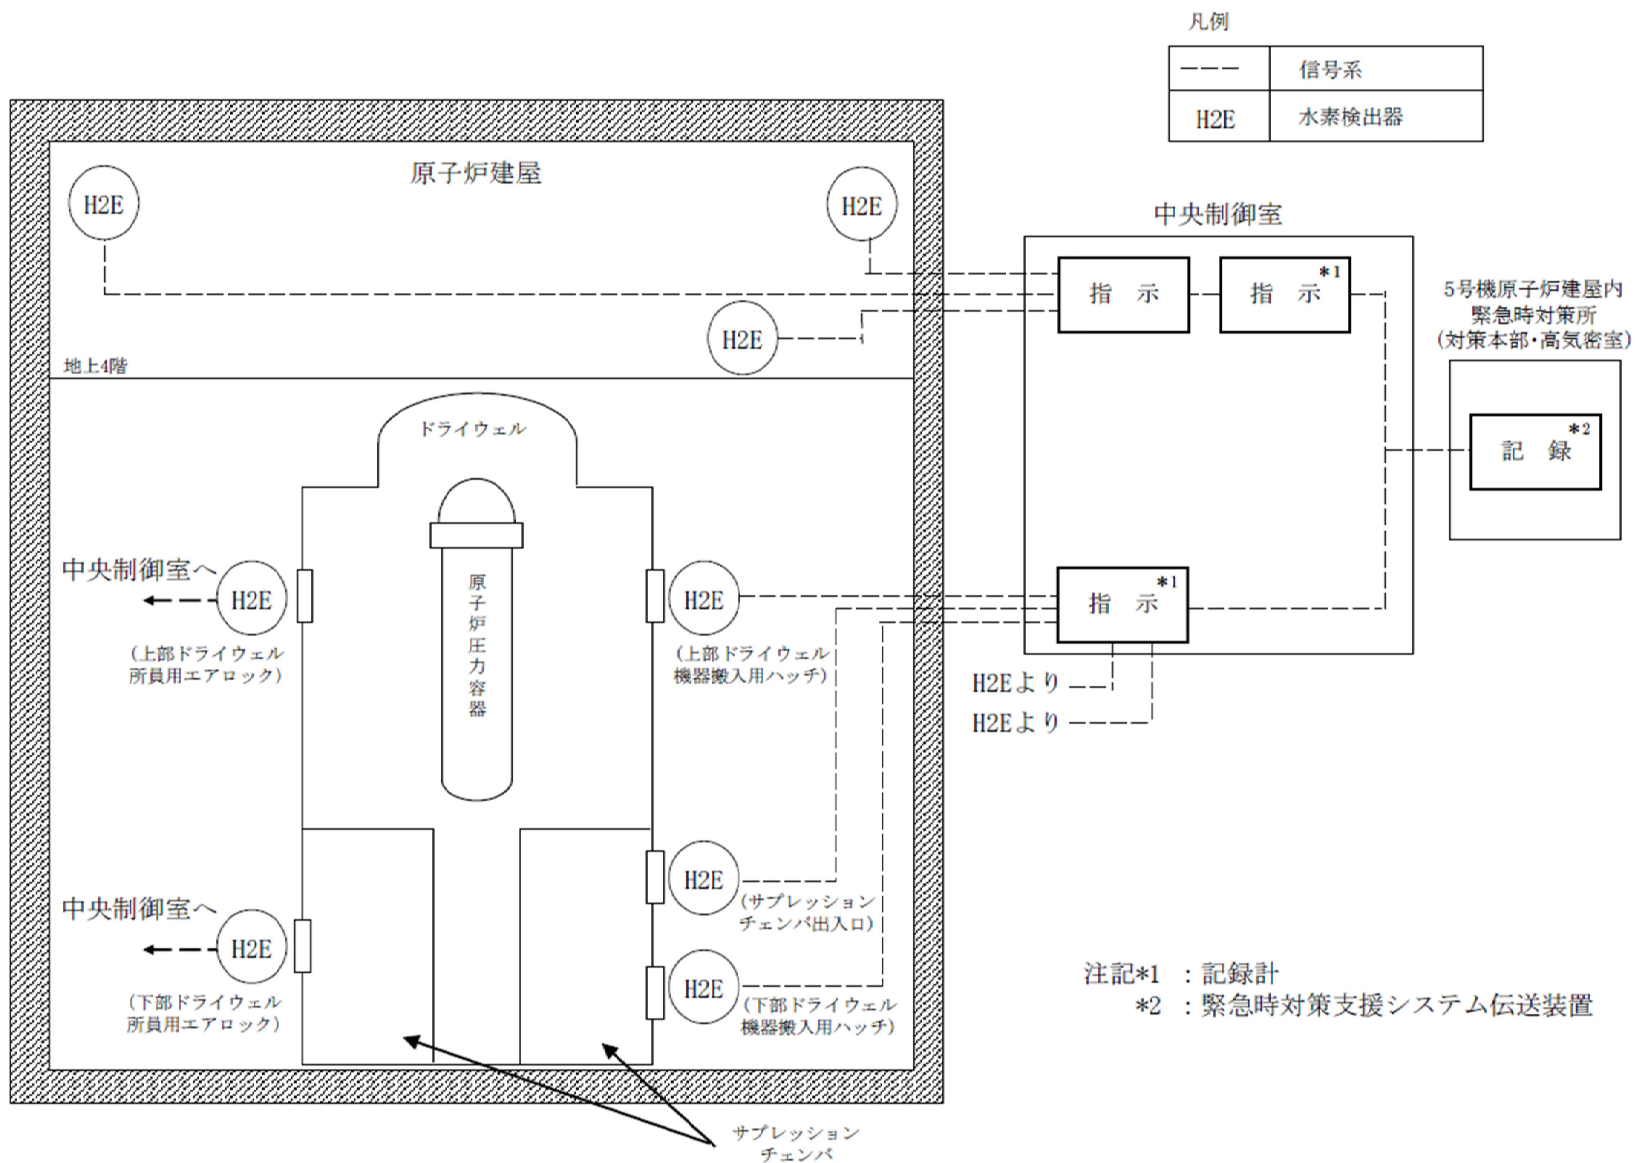 凡例
信号系
H2E 水素検出器
原子炉建屋
H2E
H2E
H2E
地上4階
中央制御室
指 示
指 示 *1
5号機原子炉建屋内
緊急時対策所
(対策本部・高気密室)
記 録 *2
ドライウェル
原子炉圧力容器
中央制御室へ
H2E
(上部ドライウェル
所員用エアロック)
H2E
(上部ドライウェル
機器搬入用ハッチ)
指 示 *1
H2Eより
H2Eより
H2E
(サプレッション
チェンバ出入口)
中央制御室へ
H2E
(下部ドライウェル
所員用エアロック)
H2E
(下部ドライウェル
機器搬入用ハッチ)
注記*1 :記録計
*2 :緊急時対策支援システム伝送装置
サプレッション
チェンバ